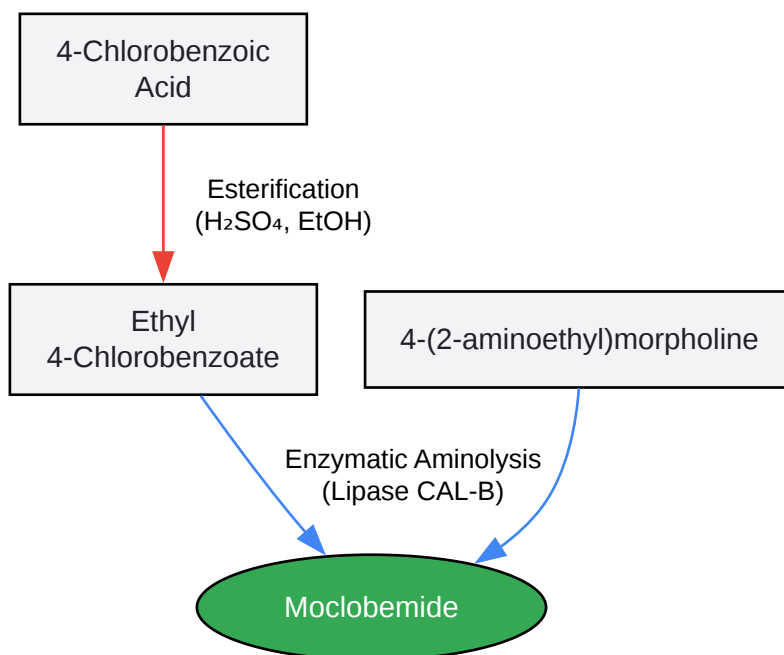 4-Chlorobenzoic
Acid
Esterification
(H₂SO₄, EtOH)
Ethyl
4-Chlorobenzoate
4-(2-aminoethyl)morpholine
Enzymatic Aminolysis
(Lipase CAL-B)
Moclobemide